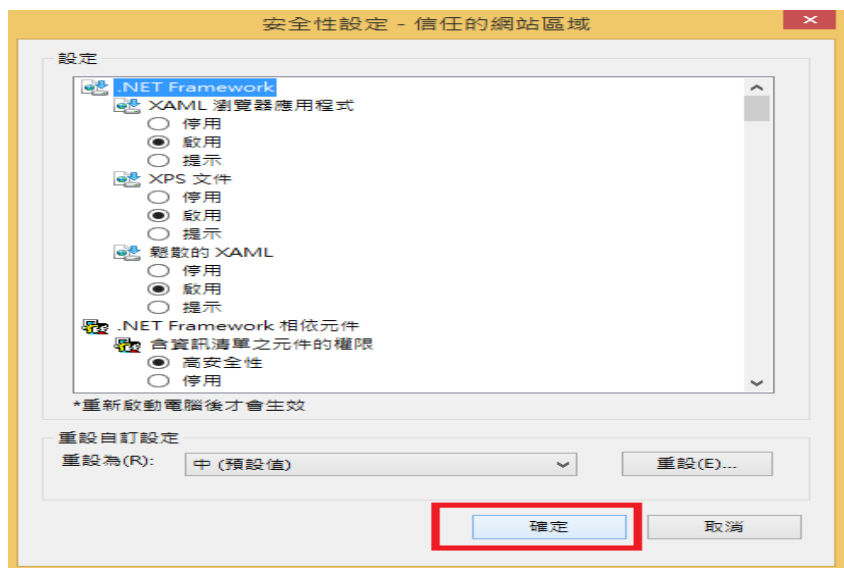 安全性設定 - 信任的網站區域
設定
.NET Framework
XAML 瀏覽器應用程式
停用
啟用
提示
XPS 文件
停用
啟用
提示
鬆散的 XAML
停用
啟用
提示
.NET Framework 相依元件
含資訊清單之元件的權限
高安全性
停用
*重新啟動電腦後才會生效
重設自訂設定
重設為(R): 中 (預設值) 重設(E)...
確定 取消